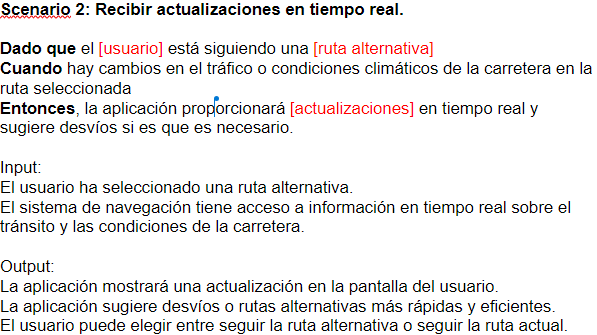 Scenario 2: Recibir actualizaciones en tiempo real.
Dado que el [usuario] está siguiendo una [ruta alternativa]
Cuando hay cambios en el tráfico o condiciones climáticos de la carretera en la
ruta seleccionada
Entonces, la aplicación proporcionará [actualizaciones] en tiempo real y
sugiere desvíos si es que es necesario.
Input:
El usuario ha seleccionado una ruta alternativa.
El sistema de navegación tiene acceso a información en tiempo real sobre el
tránsito y las condiciones de la carretera.
Output:
La aplicación mostrará una actualización en la pantalla del usuario.
La aplicación sugiere desvíos o rutas alternativas más rápidas y eficientes.
El usuario puede elegir entre seguir la ruta alternativa o seguir la ruta actual.